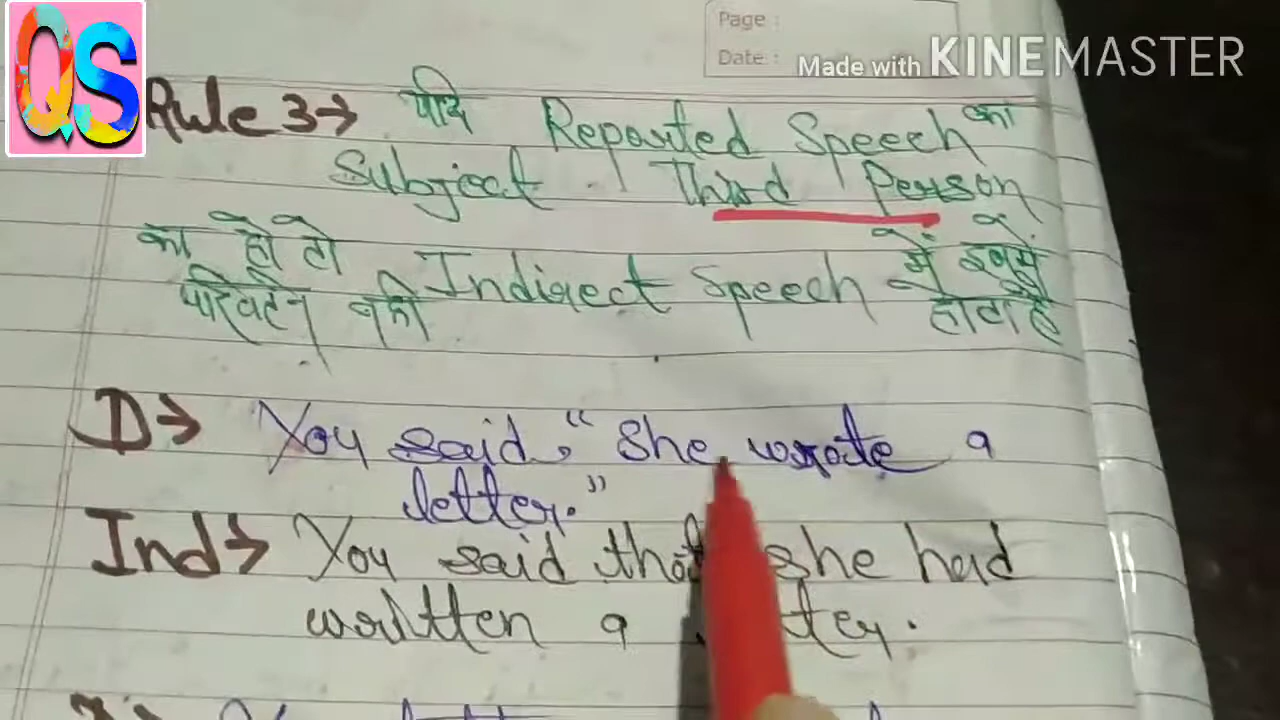 QS
Page :
Date :
Made with KINEMASTER
Rule 3→ यदि Reported Speech का
Subject Third Person
का हो तो Indirect Speech में इसमें
परिवर्तन नहीं होता है
D→ You said, "She wrote a
letter."
Ind→ You said that she had
written a letter.